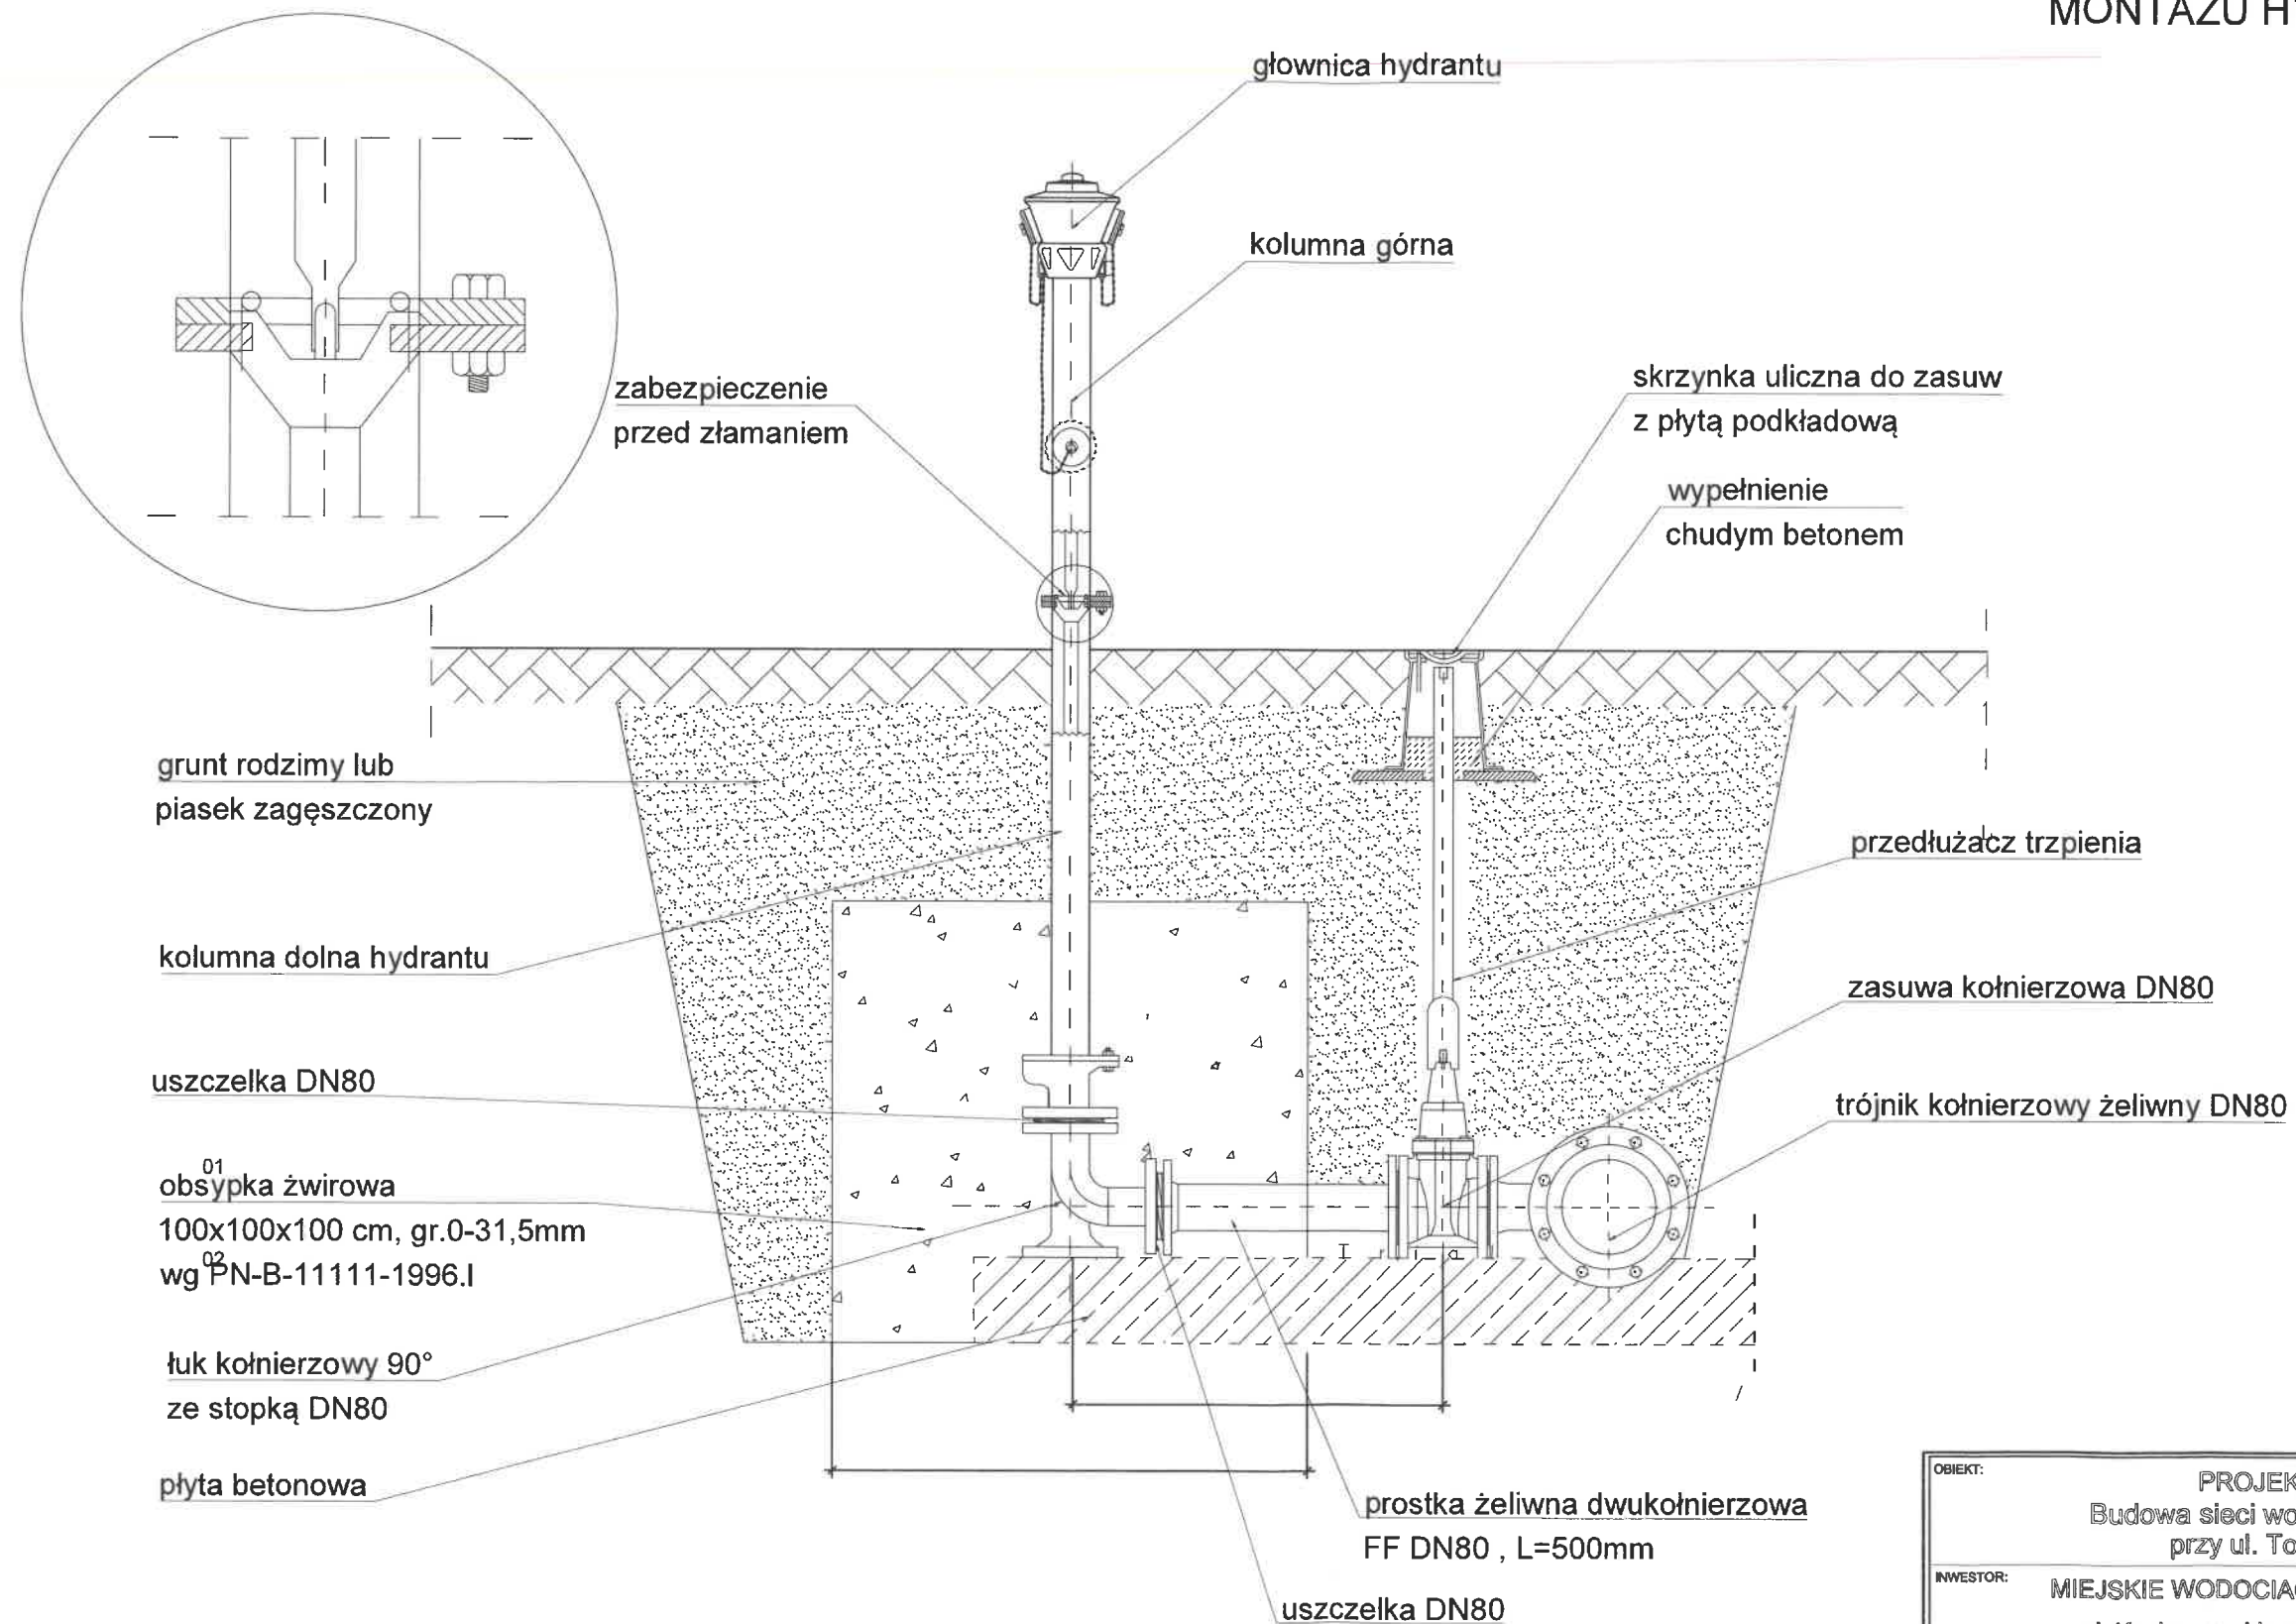 MONTAŻU
głownica hydrantu
kolumna górna
zabezpieczenie
przed złamaniem
skrzynka uliczna do zasuw
z płytą podkładową
wypełnienie
chudym betonem
grunt rodzimy lub
piasek zagęszczony
przedłużacz trzpienia
kolumna dolna hydrantu
zasuwa kołnierzowa DN80
uszczelka DN80
trójnik kołnierzowy żeliwny DN80
01
obsypka żwirowa
100x100x100 cm, gr.0-31,5mm
02
wg PN-B-11111-1996.I
łuk kołnierzowy 90°
ze stopką DN80
płyta betonowa
prostka żeliwna dwukołnierzowa
FF DN80 , L=500mm
uszczelka DN80
OBIEKT:
PROJEK
Budowa sieci wo
przy ul. To
INWESTOR:
MIEJSKIE WODOCIĄ